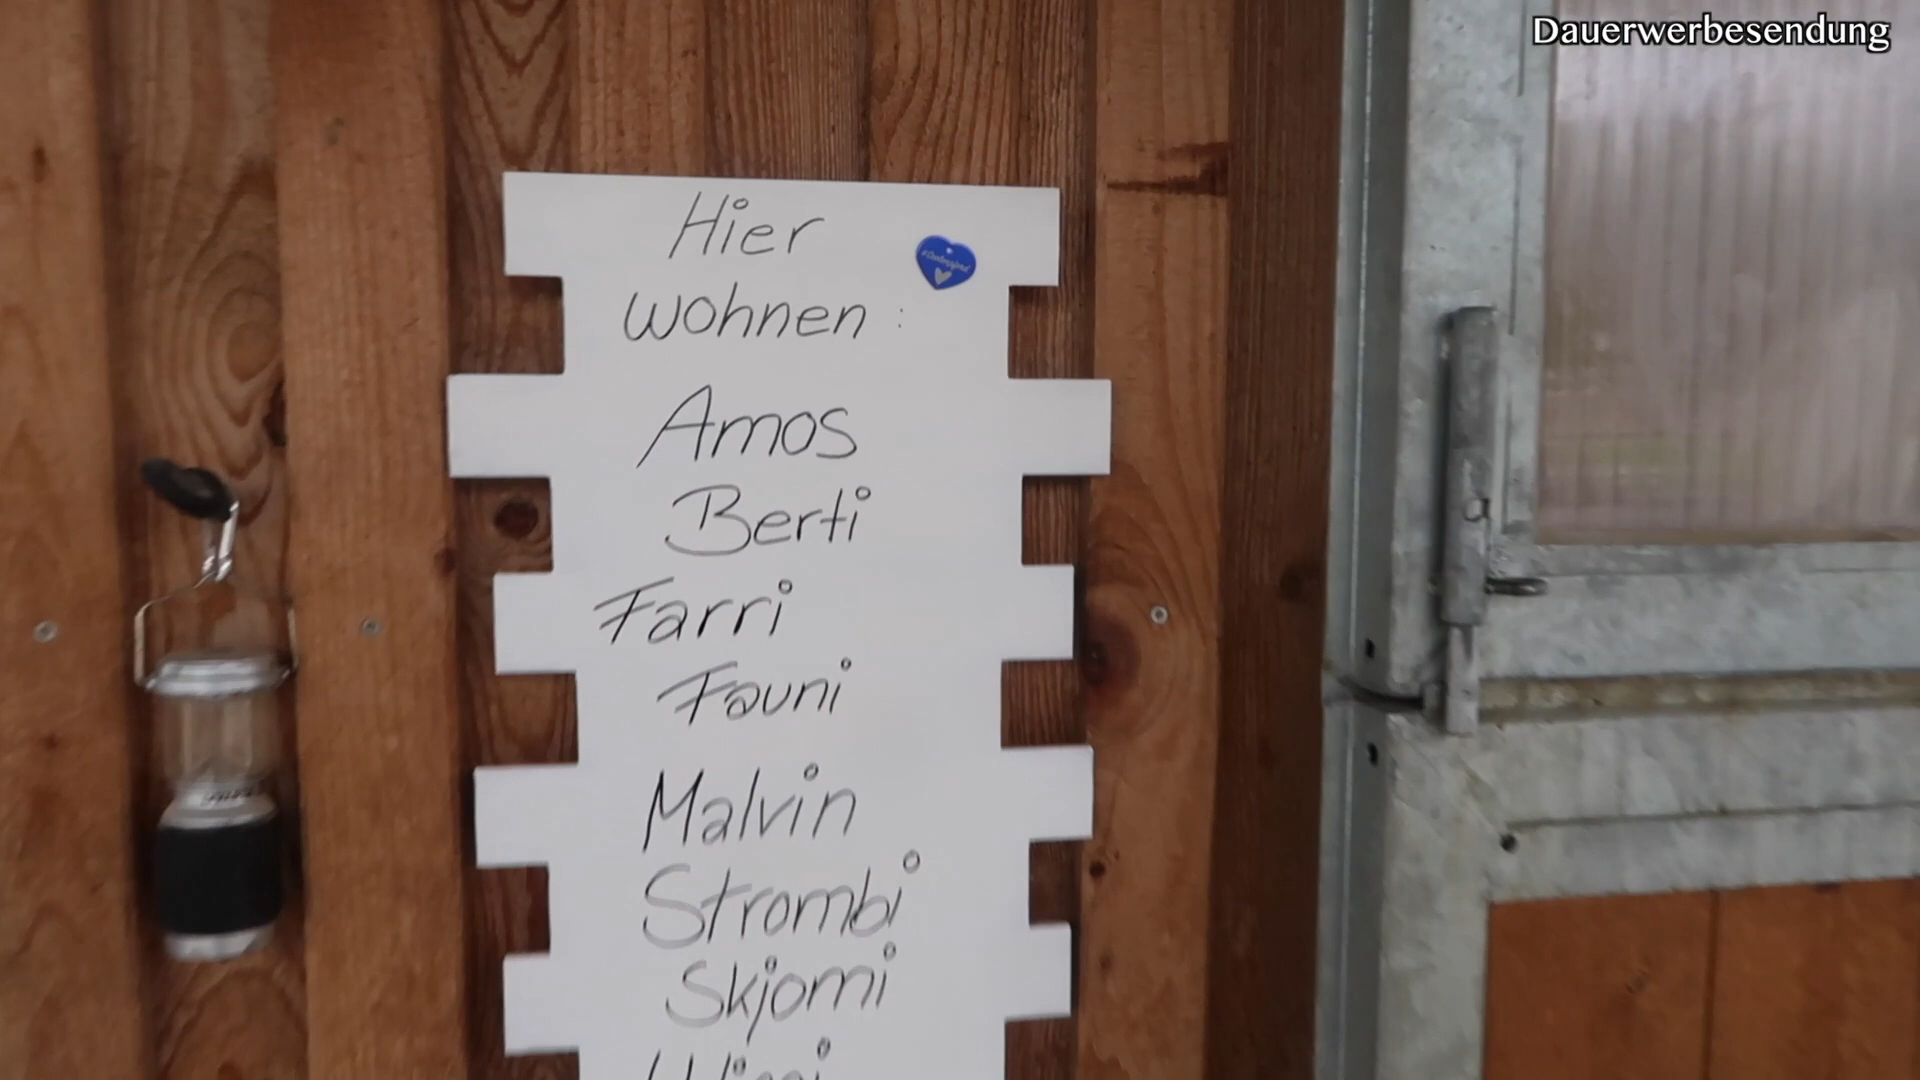 Dauerwerbesendung
Hier
wohnen :
Amos
Berti
Farri
Fauni
Malvin
Strombi
Skjomi